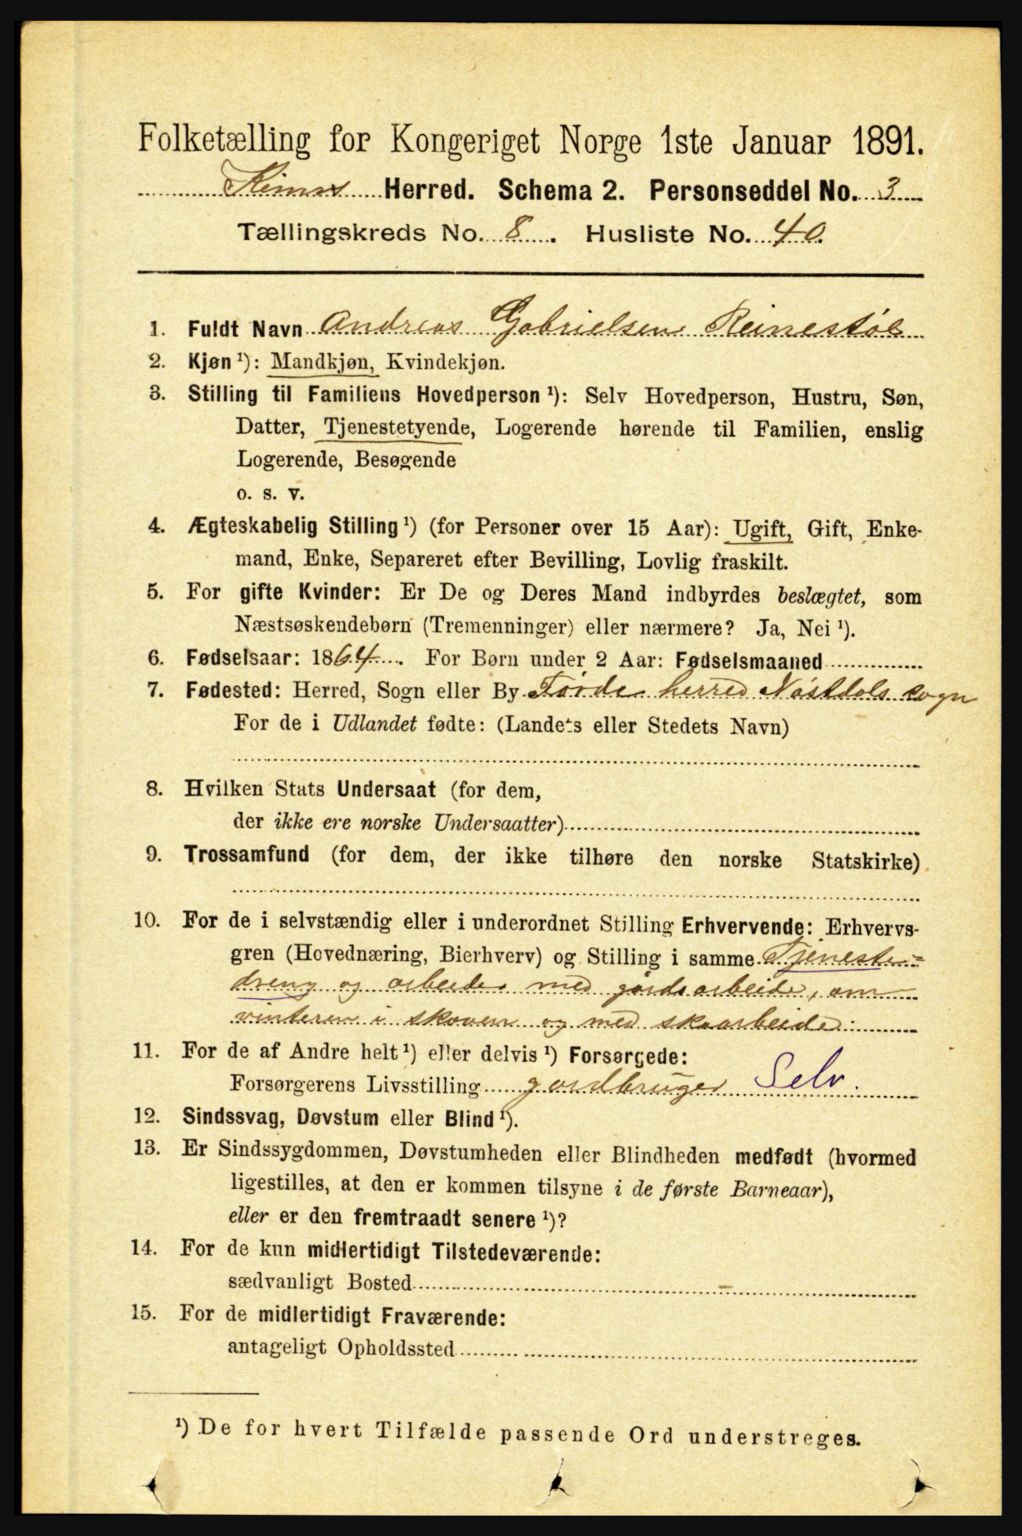 Folketælling for Kongeriget Norge 1ste Januar 1891.
Kinns Herred. Schema 2. Personseddel No. 3
Tællingskreds No. 8. Husliste No. 40.
1. Fuldt Navn Andreas Gabrielsen Reinestøl
2. Kjøn ¹): Mandkjøn, Kvindekjøn.
3. Stilling til Familiens Hovedperson ¹): Selv Hovedperson, Hustru, Søn,
Datter, Tjenestetyende, Logerende hørende til Familien, enslig
Logerende, Besøgende
o. s. v.
4. Ægteskabelig Stilling ¹) (for Personer over 15 Aar): Ugift, Gift, Enke-
mand, Enke, Separeret efter Bevilling, Lovlig fraskilt.
5. For gifte Kvinder: Er De og Deres Mand indbyrdes beslægtet, som
Næstsøskendebørn (Tremenninger) eller nærmere? Ja, Nei ¹).
6. Fødselsaar: 1864. For Børn under 2 Aar: Fødselsmaaned
7. Fødested: Herred, Sogn eller By Førde herred Nøstdals sogn
For de i Udlandet fødte: (Landets eller Stedets Navn)
8. Hvilken Stats Undersaat (for dem,
der ikke ere norske Undersaatter)
9. Trossamfund (for dem, der ikke tilhøre den norske Statskirke)
10. For de i selvstændig eller i underordnet Stilling Erhvervende: Erhvervs-
gren (Hovednæring, Bierhverv) og Stilling i samme Tjeneste-
dreng og arbeider med gårdsarbeide, om
vinteren i skoven og med skoarbeide.
11. For de af Andre helt ¹) eller delvis ¹) Forsørgede:
Forsørgerens Livsstilling gardbruger Selv.
12. Sindssvag, Døvstum eller Blind ¹).
13. Er Sindssygdommen, Døvstumheden eller Blindheden medfødt (hvormed
ligestilles, at den er kommen tilsyne i de første Barneaar),
eller er den fremtraadt senere ¹)?
14. For de kun midlertidigt Tilstedeværende:
sædvanligt Bosted
15. For de midlertidigt Fraværende:
antageligt Opholdssted
¹) De for hvert Tilfælde passende Ord understreges.